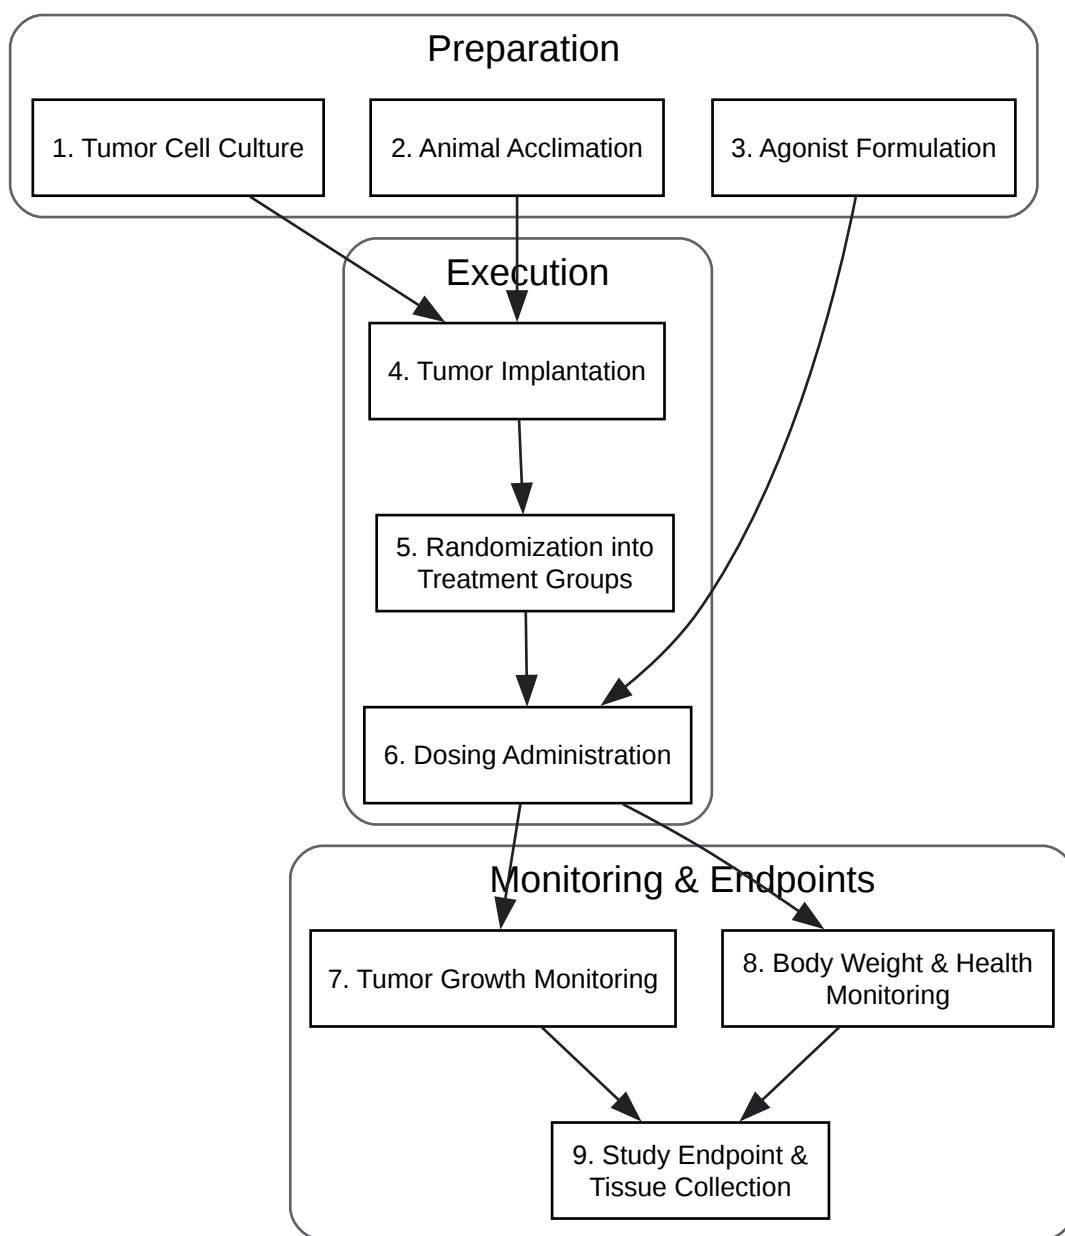 Preparation
1. Tumor Cell Culture
2. Animal Acclimation
3. Agonist Formulation
Execution
4. Tumor Implantation
5. Randomization into
Treatment Groups
6. Dosing Administration
Monitoring & Endpoints
7. Tumor Growth Monitoring
8. Body Weight & Health
Monitoring
9. Study Endpoint &
Tissue Collection